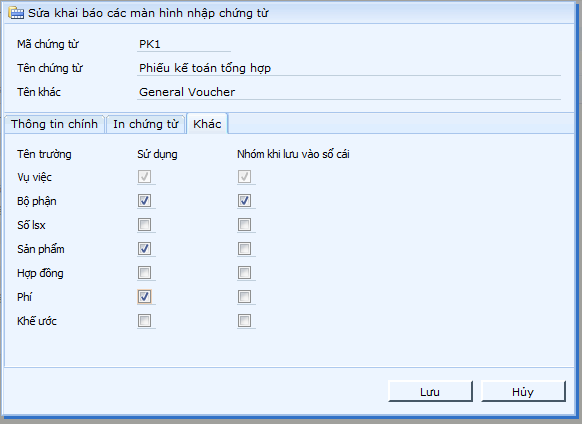 Sửa khai báo các màn hình nhập chứng từ
Mã chứng từ PK1
Tên chứng từ Phiếu kế toán tổng hợp
Tên khác General Voucher
Thông tin chính In chứng từ Khác
Tên trường Sử dụng Nhóm khi lưu vào sổ cái
Vụ việc
Bộ phận
Số lsx
Sản phẩm
Hợp đồng
Phí
Khế ước
Lưu Hủy